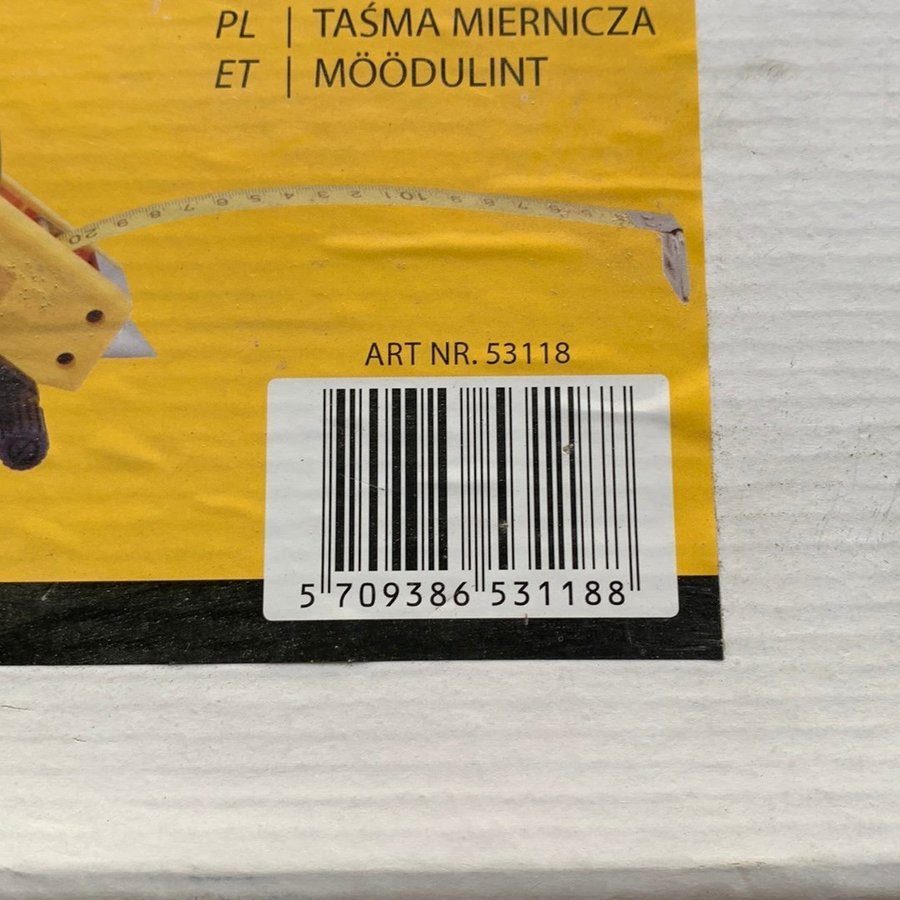 PL | TAŚMA MIERNICZA
ET | MÖÖDULINT
ART NR. 53118
5 709386 531188